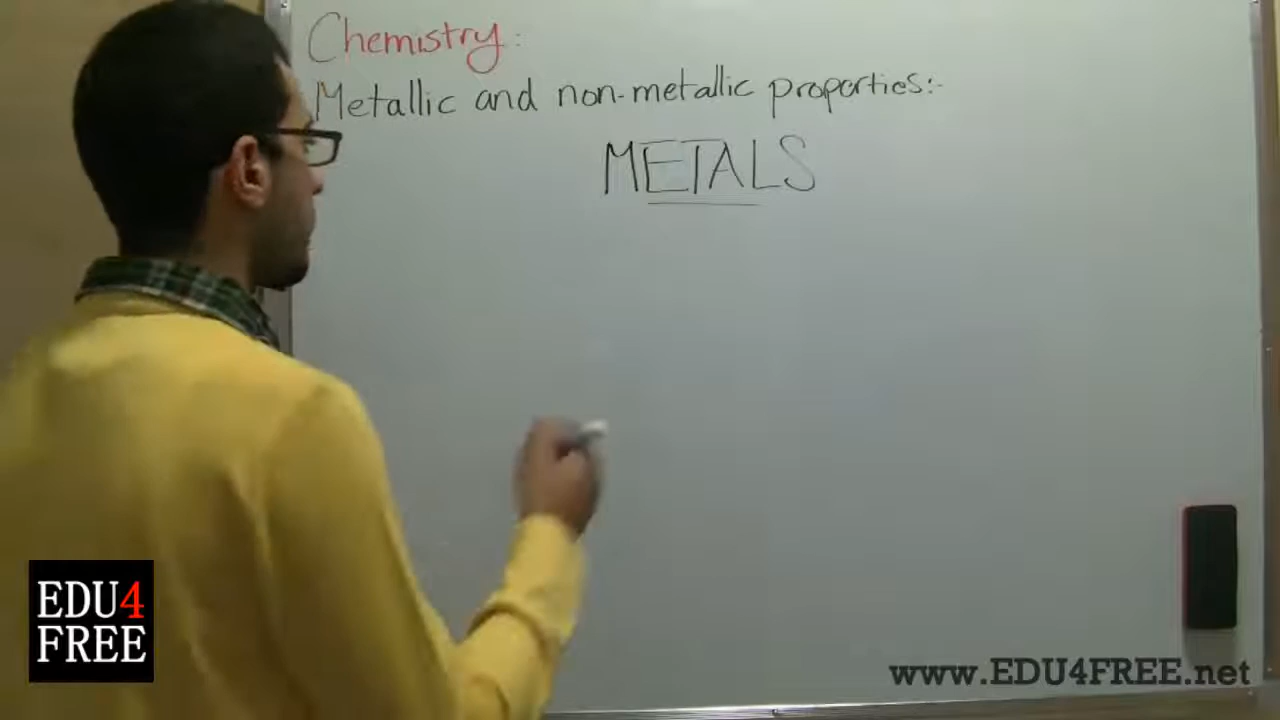 Chemistry:
Metallic and non-metallic properties:-
METALS
EDU4
FREE
www.EDU4FREE.net